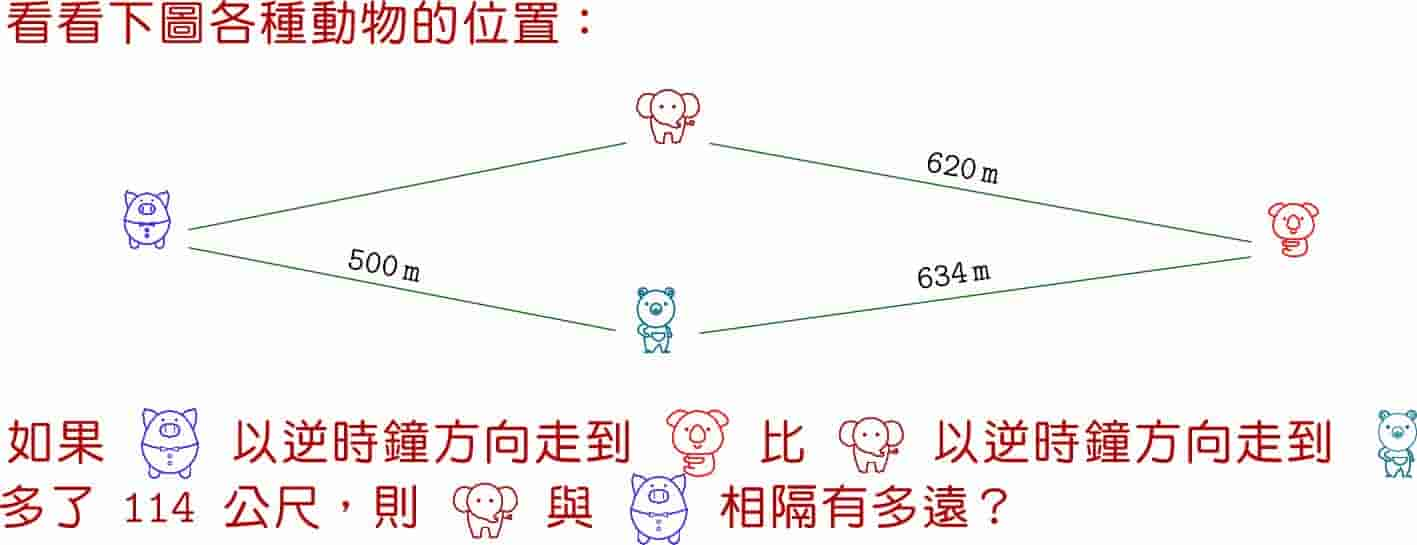 看看下圖各種動物的位置：
620 m
500 m
634 m
如果 以逆時鐘方向走到 比 以逆時鐘方向走到
多了 114 公尺，則 與 相隔有多遠？